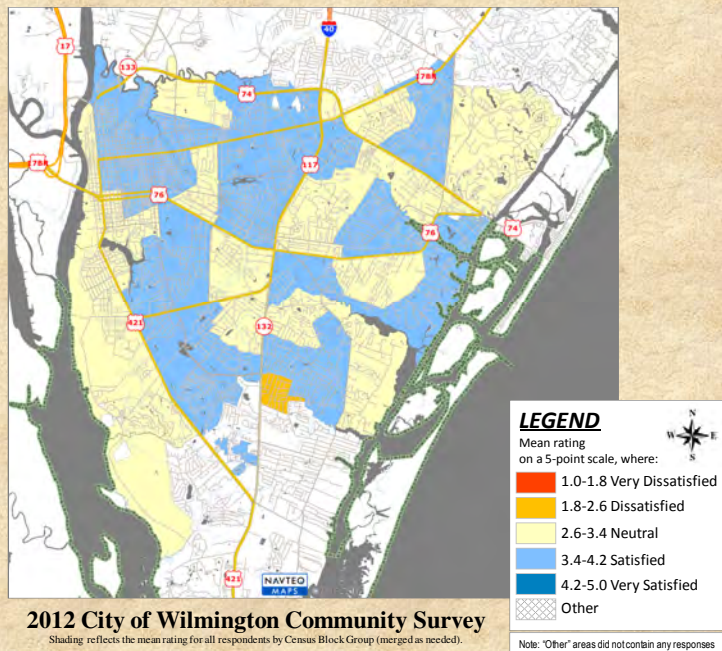 17
133
40
74
78R
117
78R
76
76
74
421
132
421
NAVTEQ
MAPS
LEGEND
N
W E
S
Mean rating
on a 5-point scale, where:
1.0-1.8 Very Dissatisfied
1.8-2.6 Dissatisfied
2.6-3.4 Neutral
3.4-4.2 Satisfied
4.2-5.0 Very Satisfied
Other
2012 City of Wilmington Community Survey
Shading reflects the mean rating for all respondents by Census Block Group (merged as needed).
Note: "Other" areas did not contain any responses